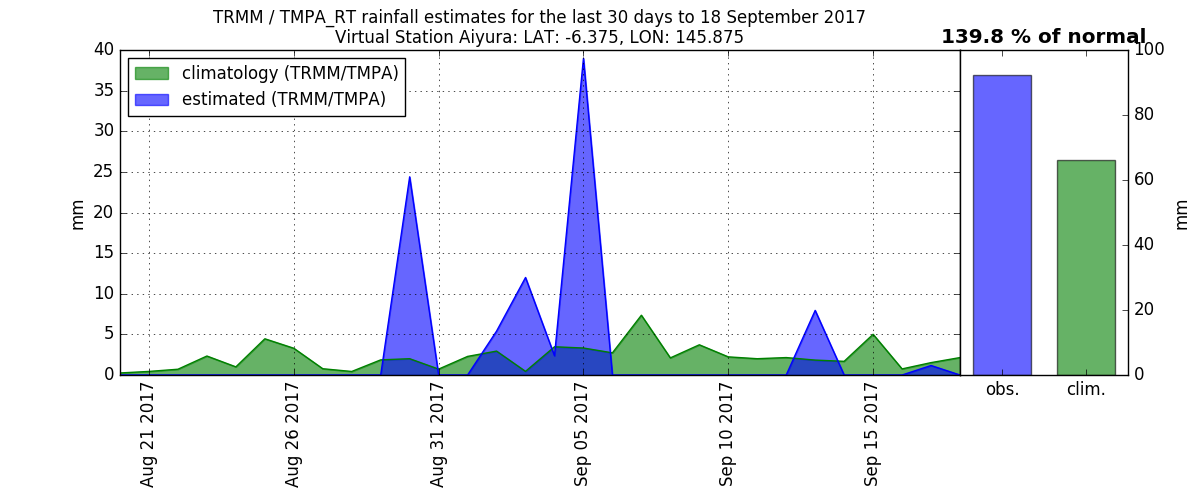 TRMM / TMPA_RT rainfall estimates for the last 30 days to 18 September 2017
Virtual Station Aiyura: LAT: -6.375, LON: 145.875
139.8 % of normal
climatology (TRMM/TMPA)
estimated (TRMM/TMPA)
40
35
30
25
20
15
10
5
0
mm
Aug 21 2017
Aug 26 2017
Aug 31 2017
Sep 05 2017
Sep 10 2017
Sep 15 2017
100
80
60
40
20
0
mm
obs.
clim.